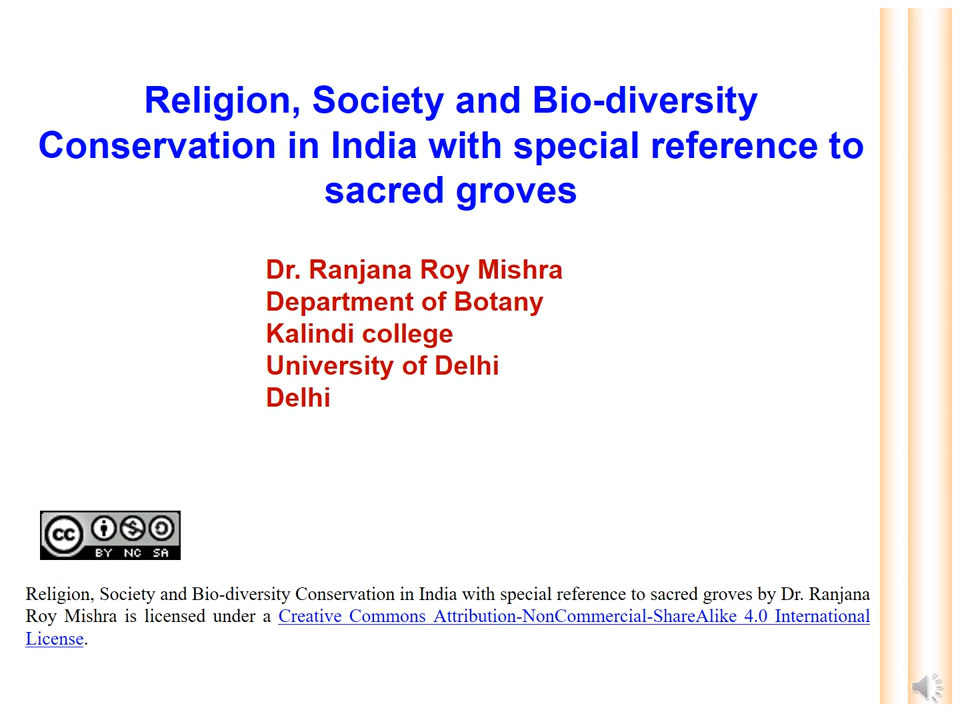 Religion, Society and Bio-diversity
Conservation in India with special reference to
sacred groves
Dr. Ranjana Roy Mishra
Department of Botany
Kalindi college
University of Delhi
Delhi
cc
BY NC SA
Religion, Society and Bio-diversity Conservation in India with special reference to sacred groves by Dr. Ranjana
Roy Mishra is licensed under a Creative Commons Attribution-NonCommercial-ShareAlike 4.0 International
License.